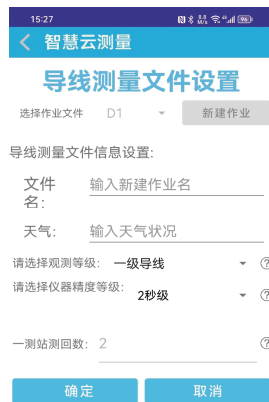 15:27
智慧云测量
导线测量文件设置
选择作业文件 D1 新建作业
导线测量文件信息设置:
文件名: 输入新建作业名
天气: 输入天气状况
请选择观测等级: 一级导线
请选择仪器精度等级: 2秒级
一测站测回数: 2
确定 取消